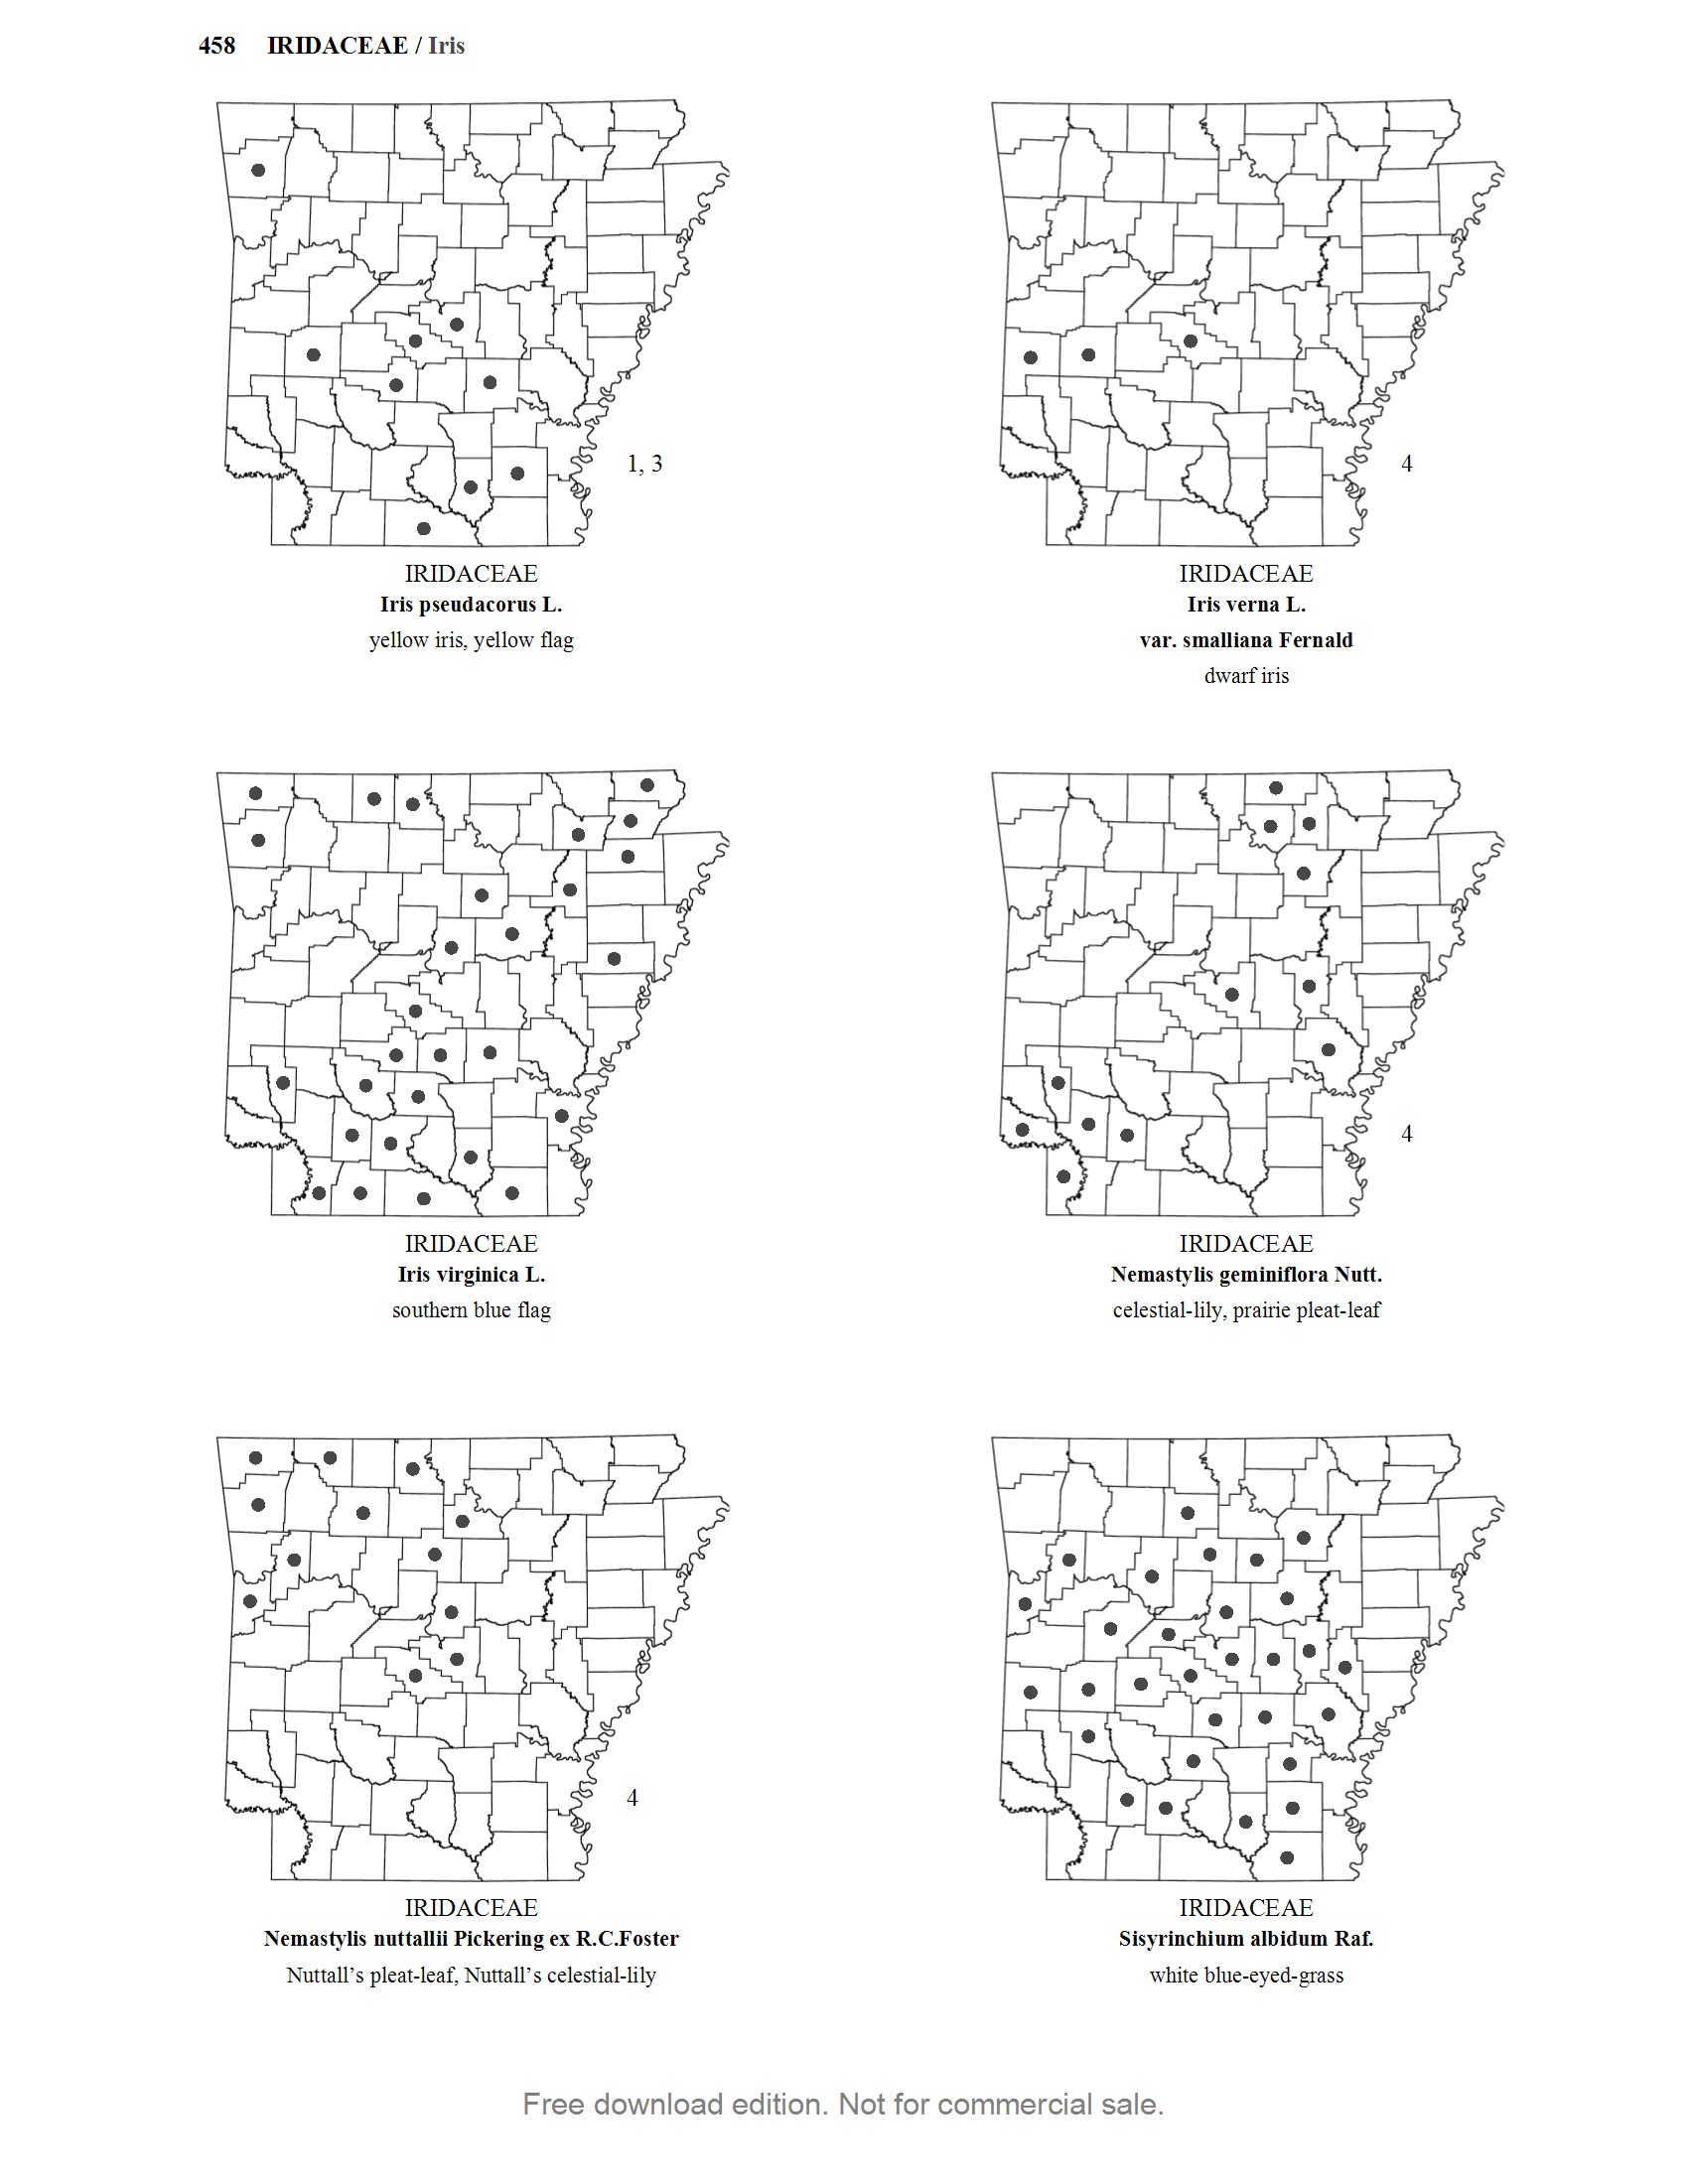 458 IRIDACEAE / Iris
1, 3
IRIDACEAE
Iris pseudacorus L.
yellow iris, yellow flag
4
IRIDACEAE
Iris verna L.
var. smalliana Fernald
dwarf iris
IRIDACEAE
Iris virginica L.
southern blue flag
4
IRIDACEAE
Nemastylis geminiflora Nutt.
celestial-lily, prairie pleat-leaf
4
IRIDACEAE
Nemastylis nuttallii Pickering ex R.C.Foster
Nuttall’s pleat-leaf, Nuttall’s celestial-lily
IRIDACEAE
Sisyrinchium albidum Raf.
white blue-eyed-grass
Free download edition. Not for commercial sale.